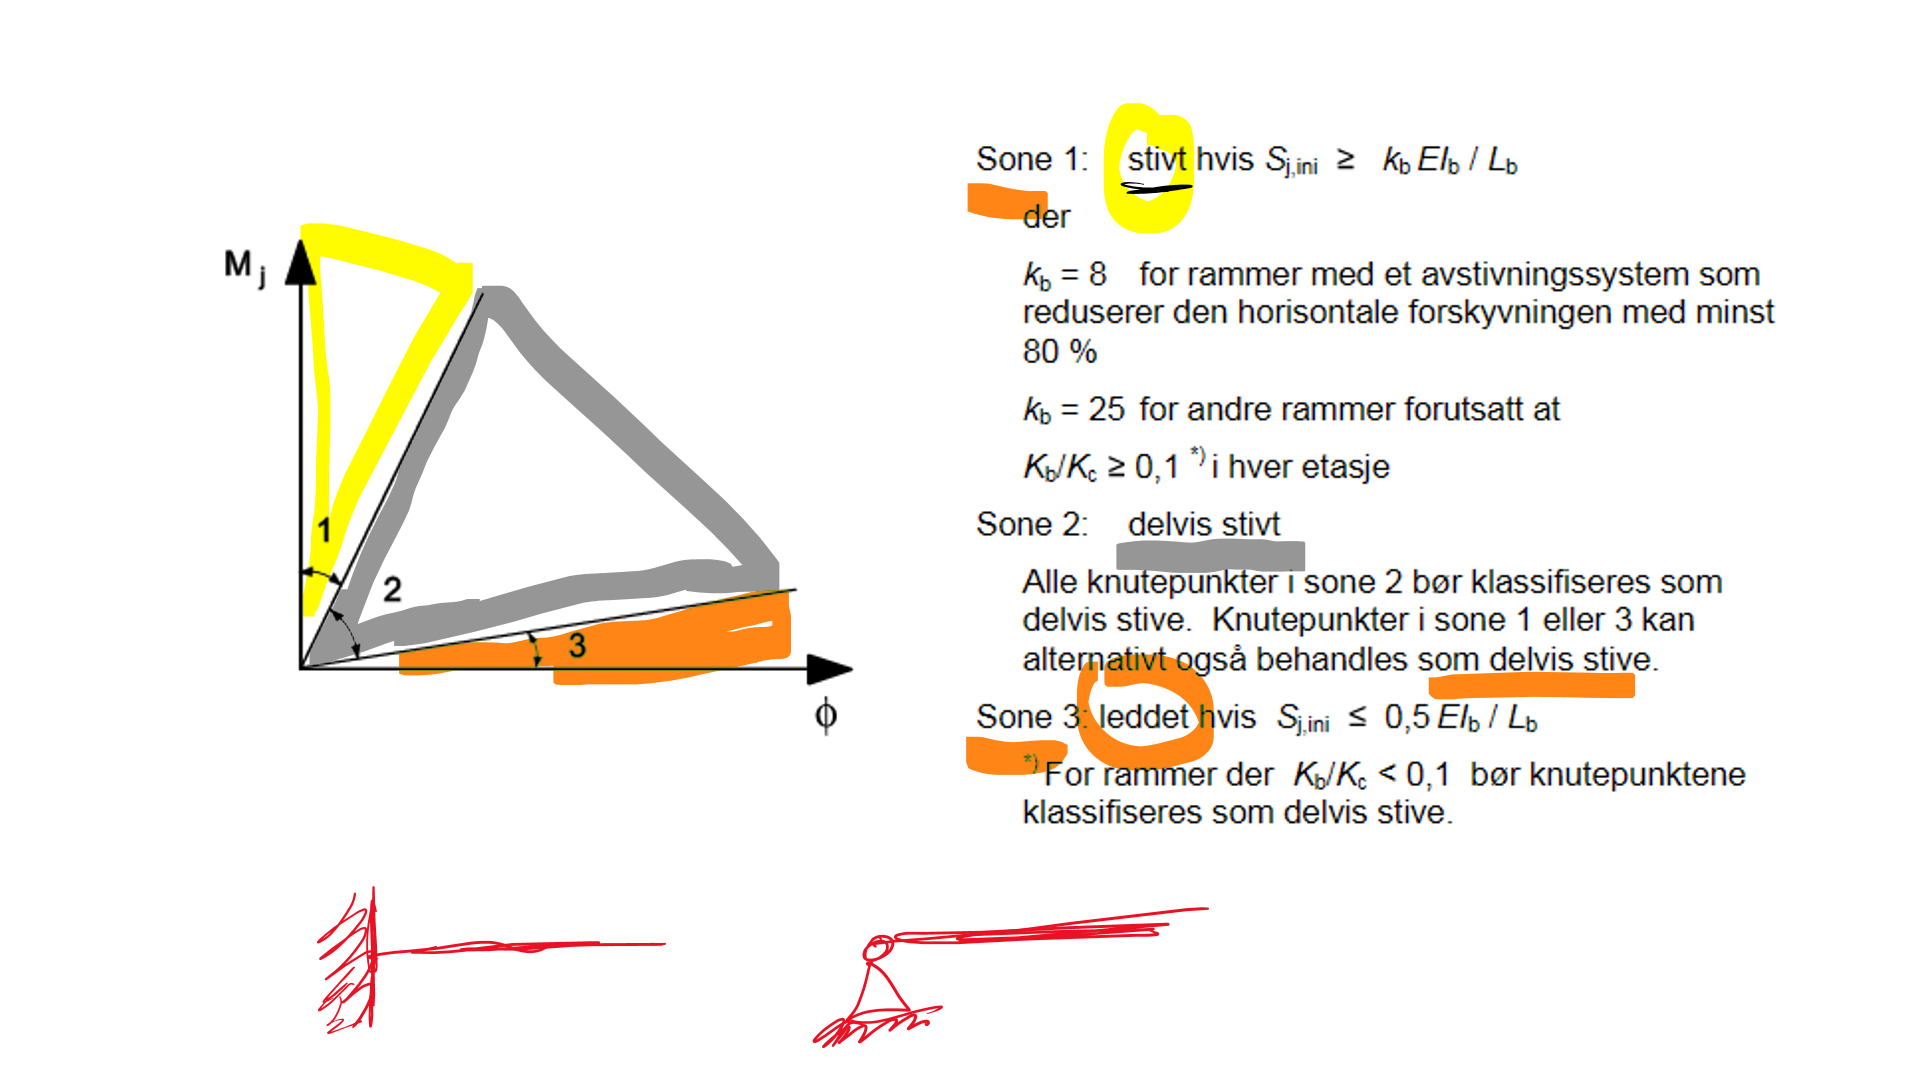 M j
1
2
3
ϕ
Sone 1: stivt hvis Sj,ini ≥ kb EIb / Lb
der
kb = 8 for rammer med et avstivningssystem som
reduserer den horisontale forskyvningen med minst
80 %
kb = 25 for andre rammer forutsatt at
Kb/Kc ≥ 0,1 *) i hver etasje
Sone 2: delvis stivt
Alle knutepunkter i sone 2 bør klassifiseres som
delvis stive. Knutepunkter i sone 1 eller 3 kan
alternativt også behandles som delvis stive.
Sone 3: leddet hvis Sj,ini ≤ 0,5 EIb / Lb
*) For rammer der Kb/Kc < 0,1 bør knutepunktene
klassifiseres som delvis stive.